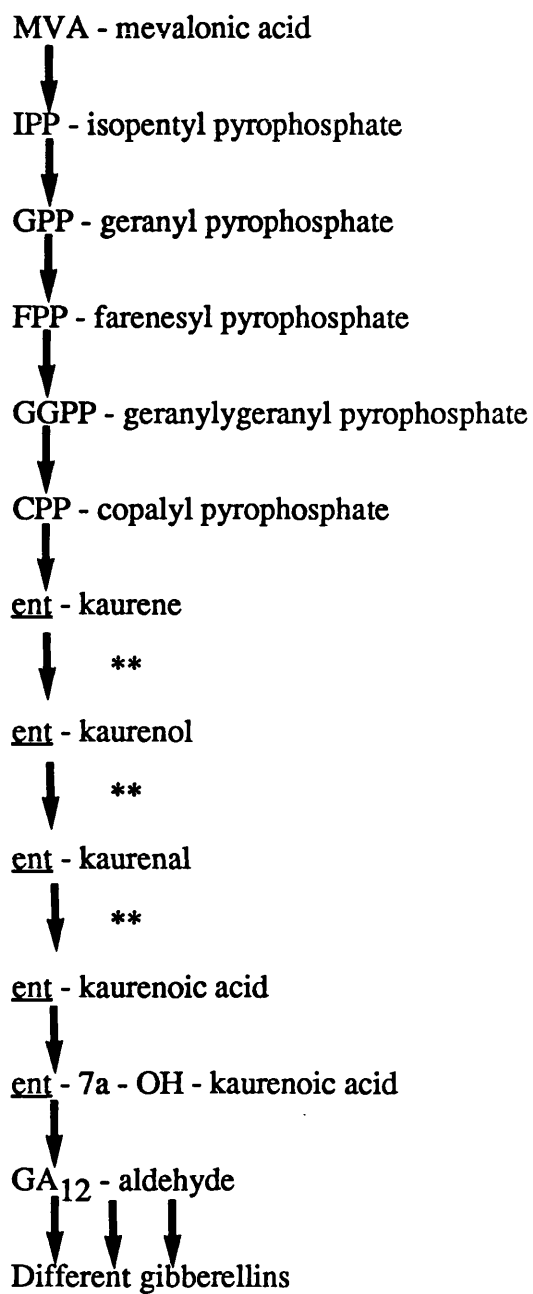 MVA - mevalonic acid
IPP - isopentyl pyrophosphate
GPP - geranyl pyrophosphate
FPP - farenesyl pyrophosphate
GGPP - geranylygeranyl pyrophosphate
CPP - copalyl pyrophosphate
ent - kaurene
**
ent - kaurenol
**
ent - kaurenal
**
ent - kaurenoic acid
ent - 7a - OH - kaurenoic acid
GA12 - aldehyde
Different gibberellins